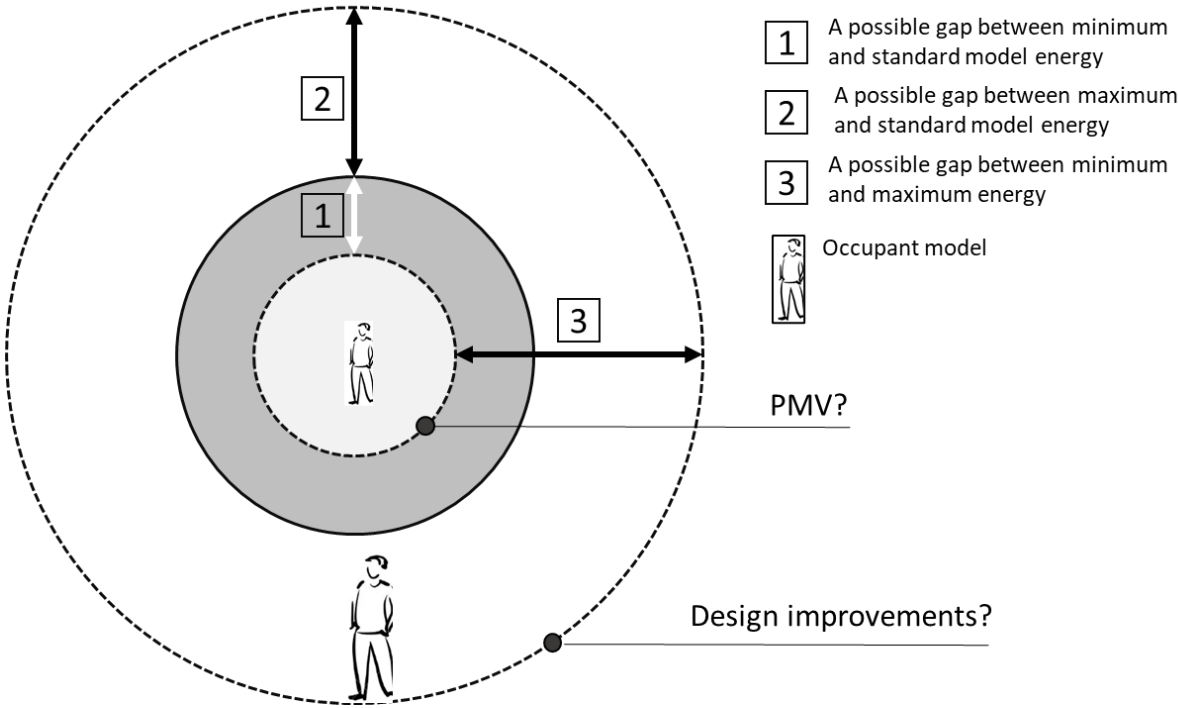 1
A possible gap between minimum
and standard model energy
2
A possible gap between maximum
and standard model energy
3
A possible gap between minimum
and maximum energy
Occupant model
2
1
3
PMV?
Design improvements?